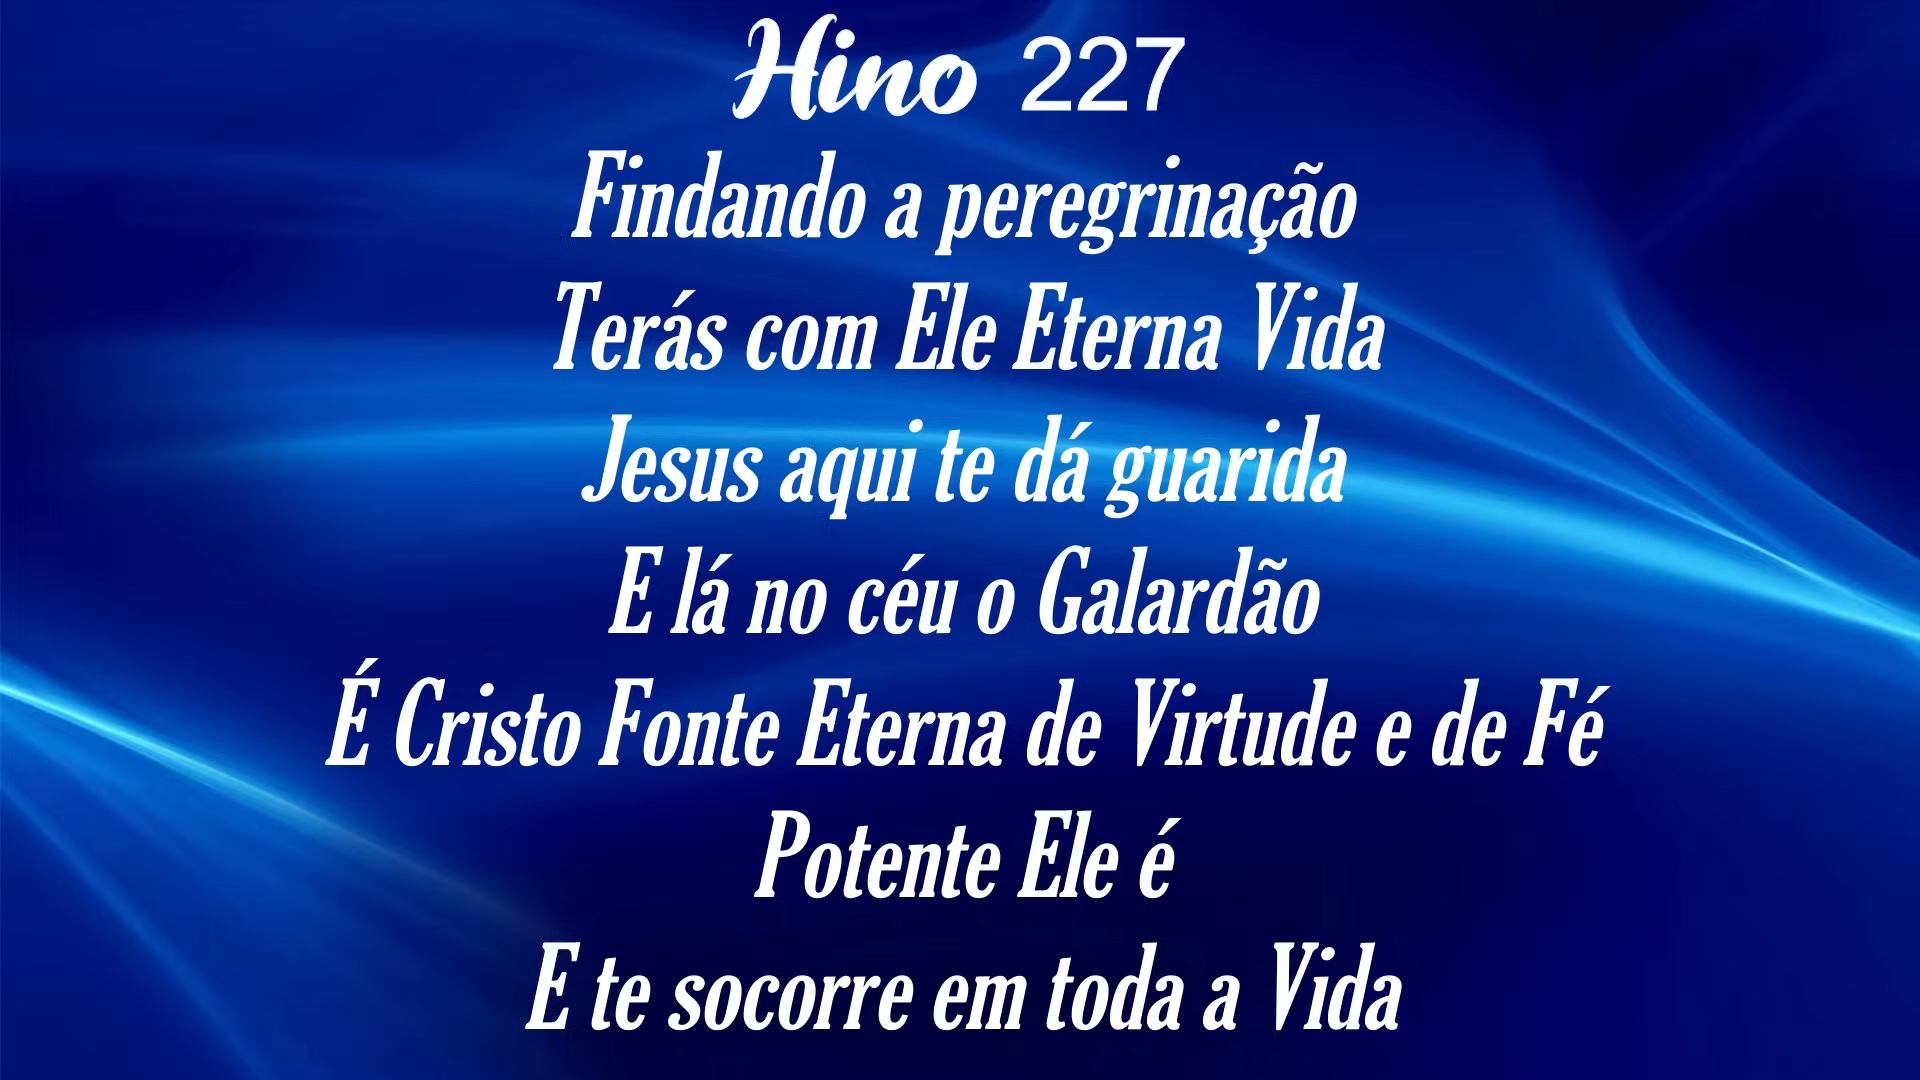 Hino 227
Findando a peregrinação
Terás com Ele Eterna Vida
Jesus aqui te dá guarida
E lá no céu o Galardão
É Cristo Fonte Eterna de Virtude e de Fé
Potente Ele é
E te socorre em toda a Vida